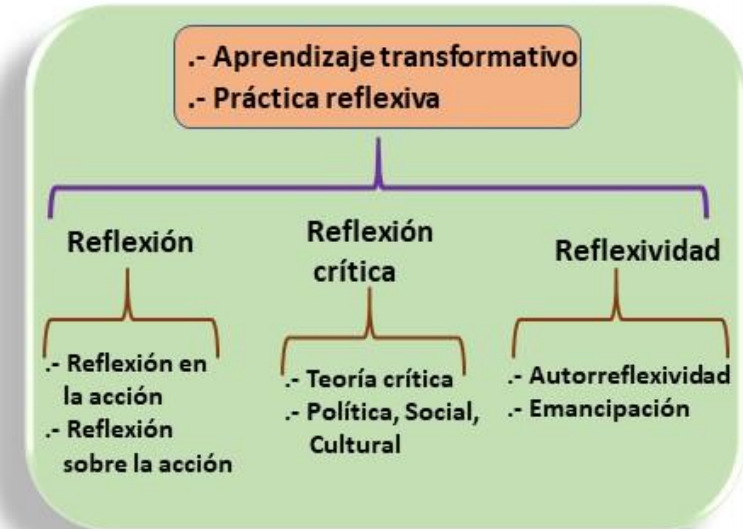 .- Aprendizaje transformativo
.- Práctica reflexiva
Reflexión
.- Reflexión en
la acción
.- Reflexión
sobre la acción
Reflexión
crítica
.- Teoría crítica
.- Política, Social,
Cultural
Reflexividad
.- Autorreflexividad
.- Emancipación